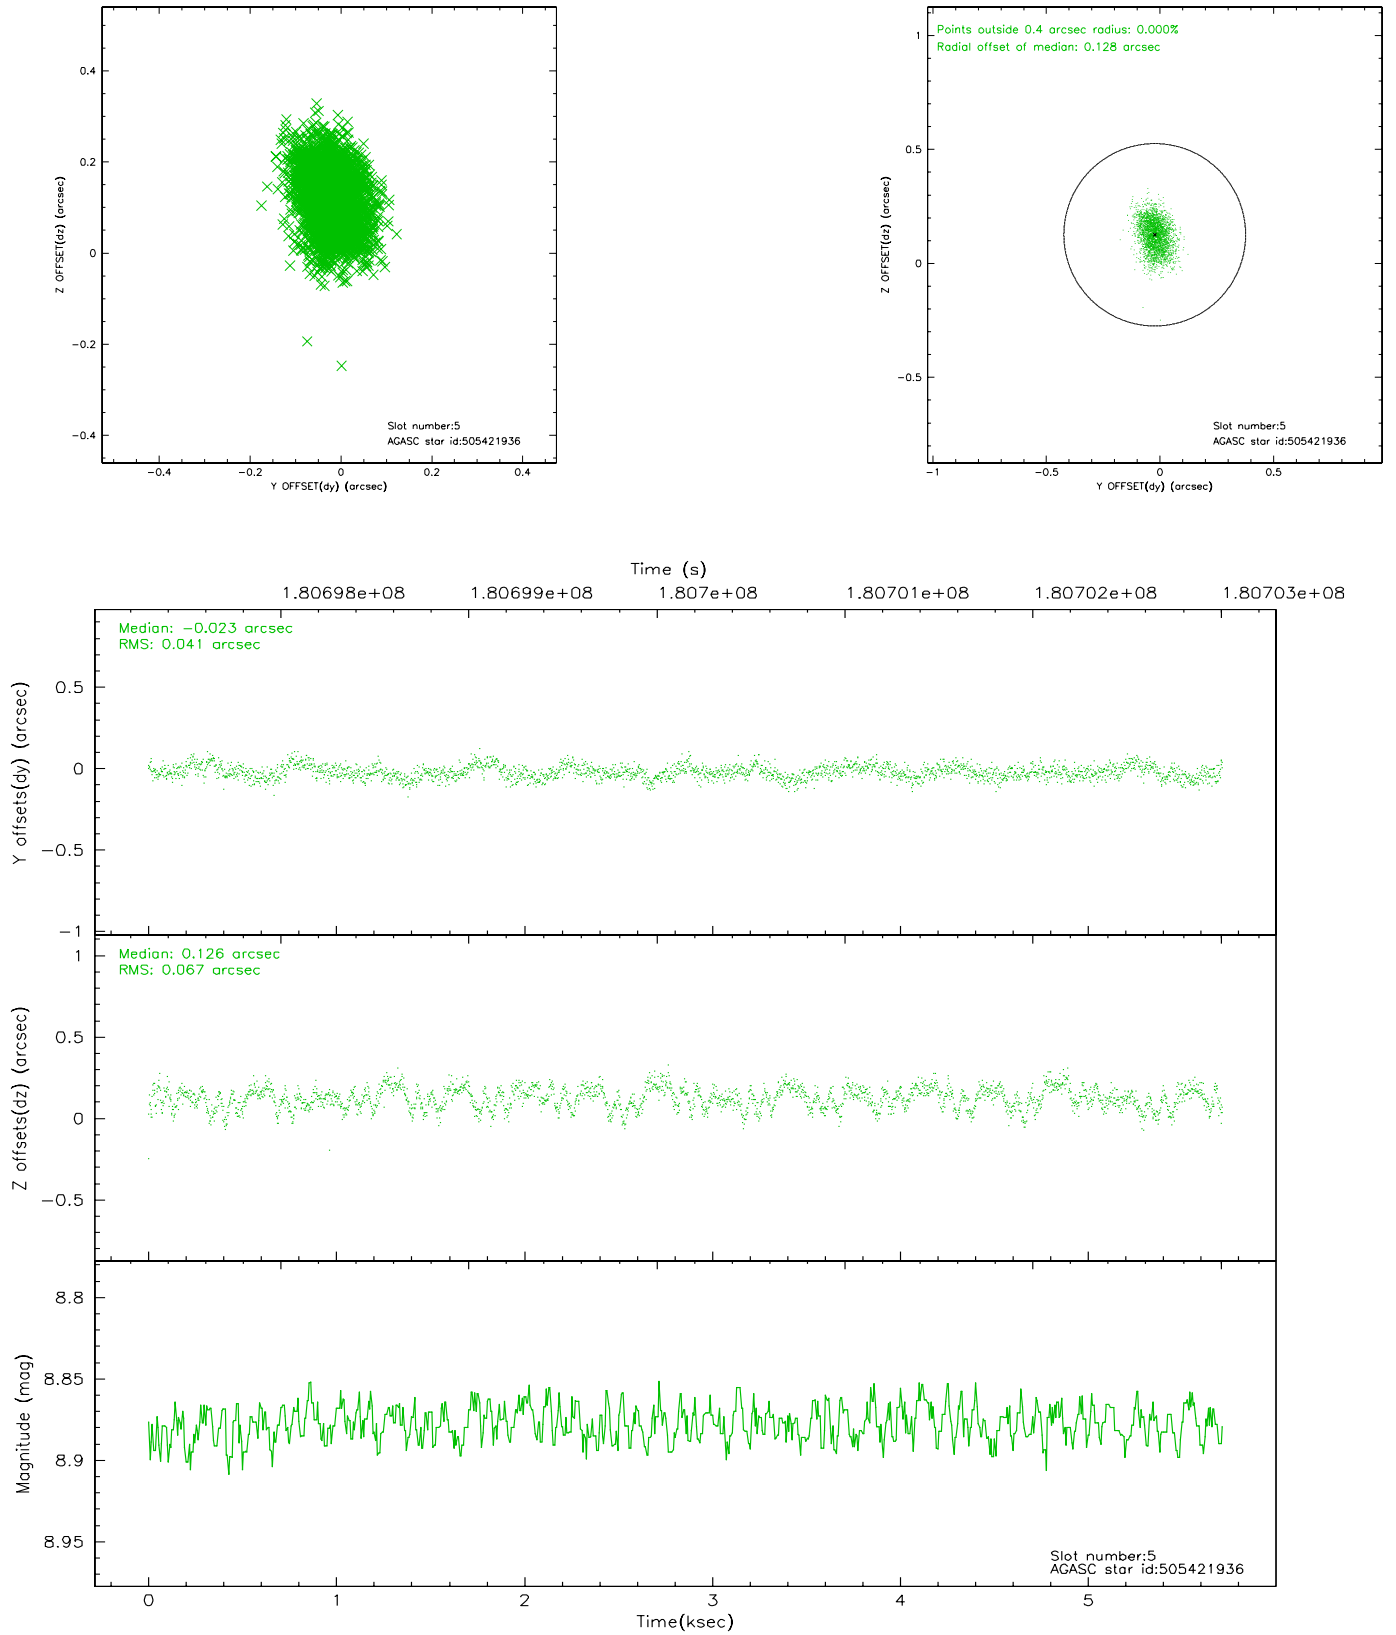 0.4
0.2
0
−0.2
−0.4
−0.4
−0.2
0
0.2
0.4
Z OFFSET(dz) (arcsec)
Y OFFSET(dy) (arcsec)
Slot number:5
AGASC star id:505421936
Points outside 0.4 arcsec radius: 0.000%
Radial offset of median: 0.128 arcsec
1
0.5
0
−0.5
−1
−0.5
0
0.5
Z OFFSET(dz) (arcsec)
Y OFFSET(dy) (arcsec)
Slot number:5
AGASC star id:505421936
Time (s)
1.80698e+08
1.80699e+08
1.807e+08
1.80701e+08
1.80702e+08
1.80703e+08
Median: −0.023 arcsec
RMS: 0.041 arcsec
0.5
0
−0.5
−1
Y offsets(dy) (arcsec)
Median: 0.126 arcsec
RMS: 0.067 arcsec
1
0.5
0
−0.5
Z offsets(dz) (arcsec)
8.8
8.85
8.9
8.95
Magnitude (mag)
Slot number:5
AGASC star id:505421936
0
1
2
3
4
5
Time(ksec)